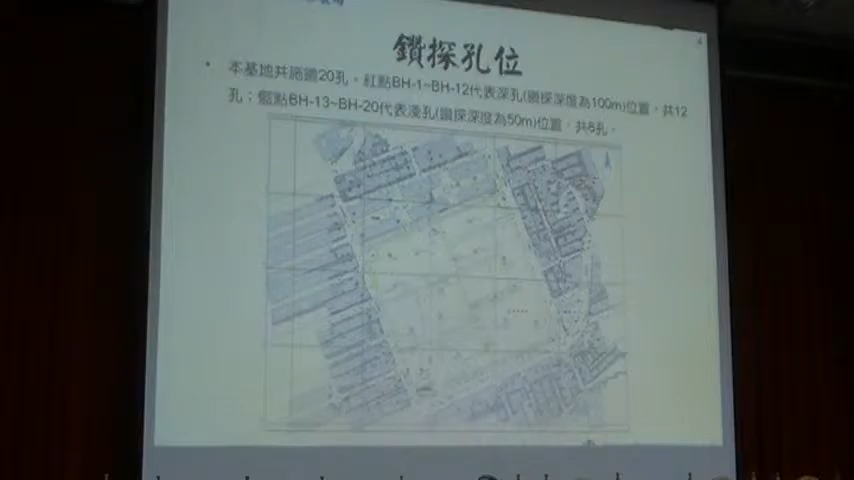 鑽探孔位
• 本基地共施鑽20孔，紅點BH-1~BH-12代表深孔(鑽探深度為100m)位置，共12
孔；藍點BH-13~BH-20代表淺孔(鑽探深度為50m)位置，共8孔。